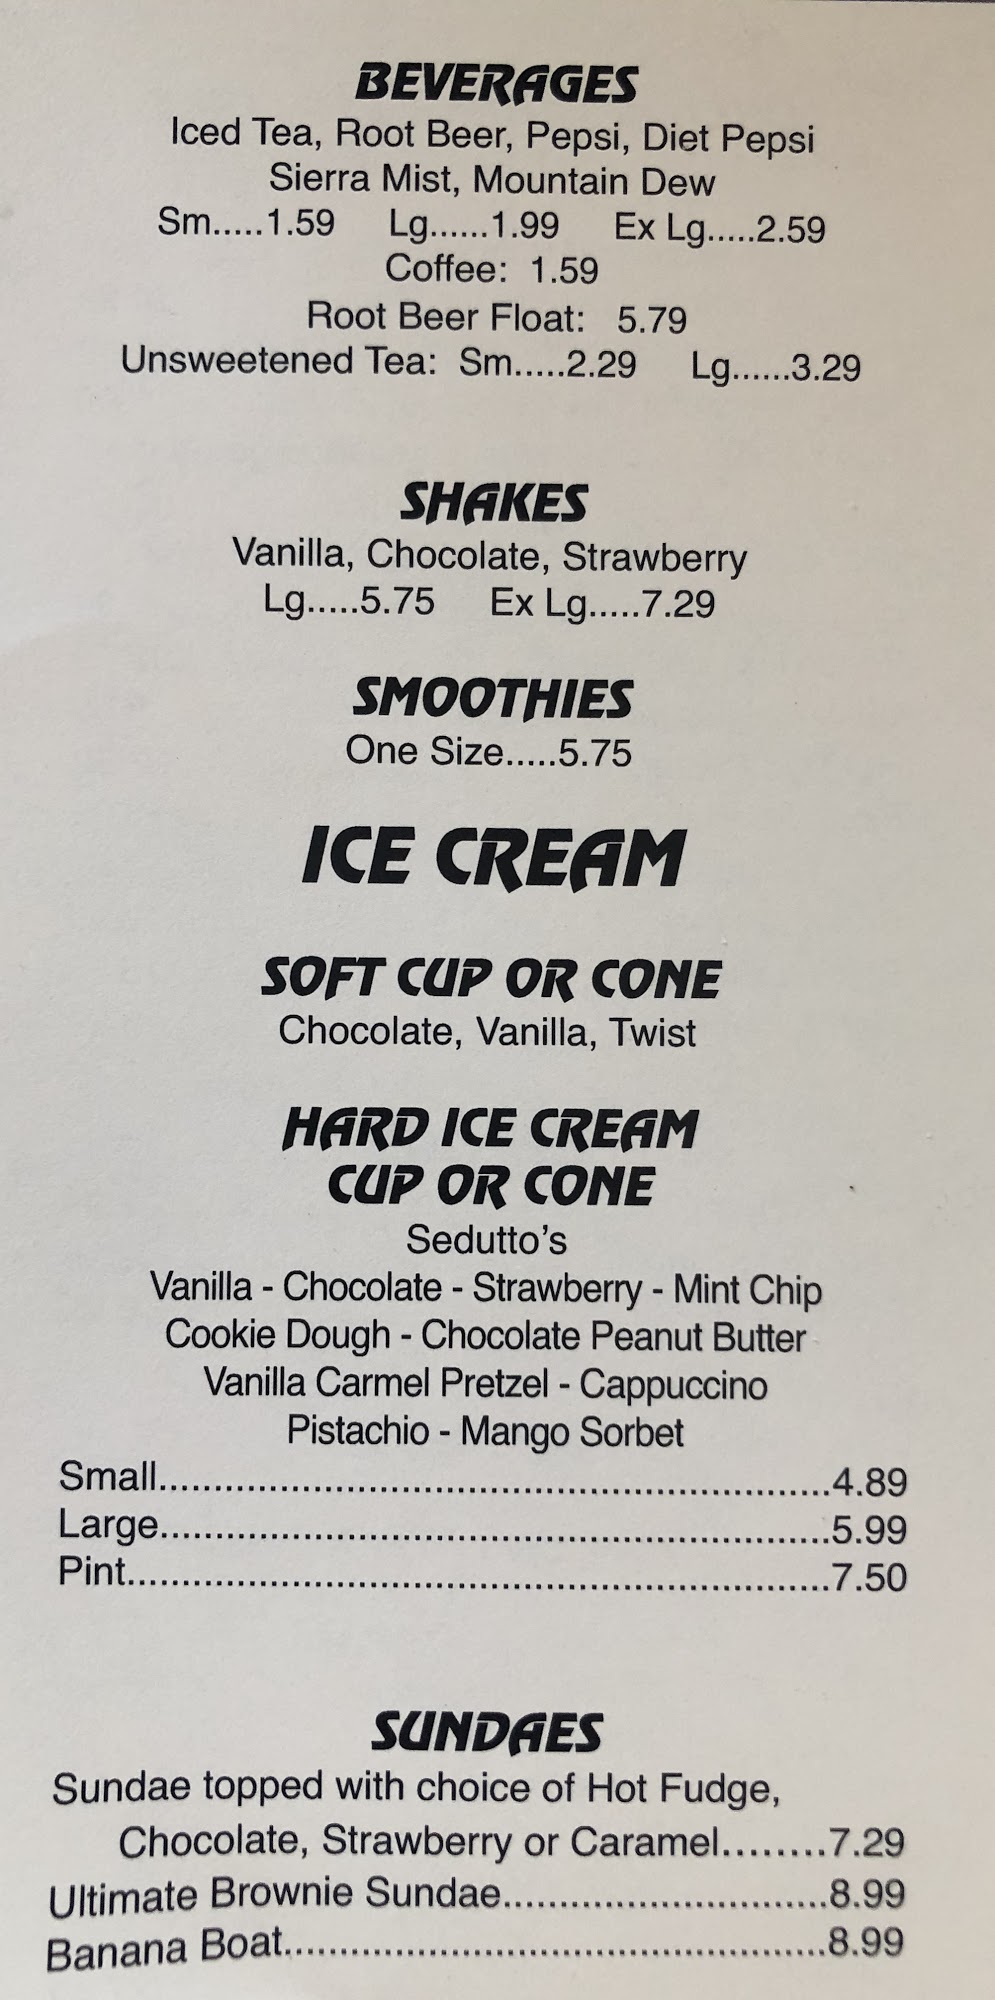 BEVERAGES
Iced Tea, Root Beer, Pepsi, Diet Pepsi
Sierra Mist, Mountain Dew
Sm.....1.59 Lg......1.99 Ex Lg.....2.59
Coffee: 1.59
Root Beer Float: 5.79
Unsweetened Tea: Sm.....2.29 Lg......3.29
SHAKES
Vanilla, Chocolate, Strawberry
Lg.....5.75 Ex Lg.....7.29
SMOOTHIES
One Size.....5.75
ICE CREAM
SOFT CUP OR CONE
Chocolate, Vanilla, Twist
HARD ICE CREAM
CUP OR CONE
Sedutto's
Vanilla - Chocolate - Strawberry - Mint Chip
Cookie Dough - Chocolate Peanut Butter
Vanilla Carmel Pretzel - Cappuccino
Pistachio - Mango Sorbet
Small..............................................................4.89
Large..............................................................5.99
Pint.................................................................7.50
SUNDAES
Sundae topped with choice of Hot Fudge,
Chocolate, Strawberry or Caramel........7.29
Ultimate Brownie Sundae..............................8.99
Banana Boat..................................................8.99